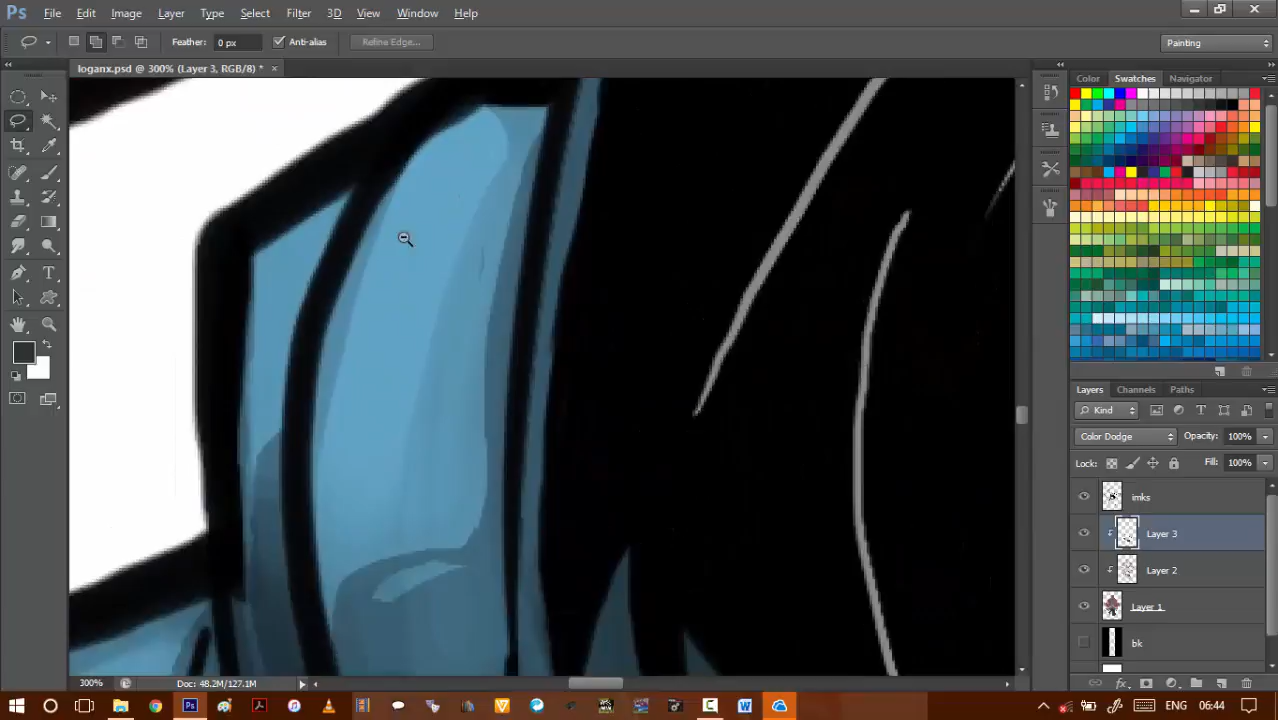 Ps File Edit Image Layer Type Select Filter 3D View Window Help
Feather: 0 px Anti-alias Refine Edge... Painting
loganx.psd @ 300% (Layer 3, RGB/8) *
Color Swatches Navigator
Layers Channels Paths
Kind
Color Dodge Opacity: 100%
Lock: Fill: 100%
imks
Layer 3
Layer 2
Layer 1
bk
300% Doc: 48.2M/127.1M
ENG 06:44